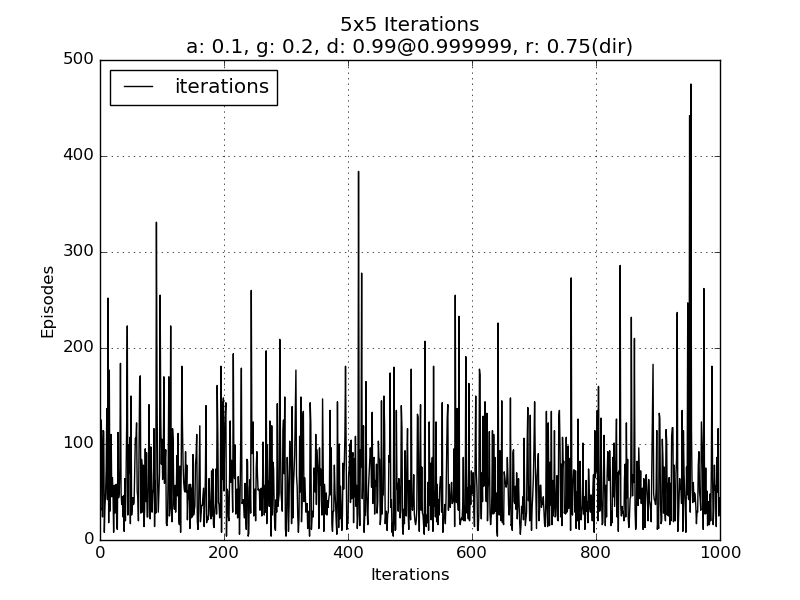 5x5 Iterations
a: 0.1, g: 0.2, d: 0.99@0.999999, r: 0.75(dir)
iterations
500
400
300
200
100
0
Episodes
0 200 400 600 800 1000
Iterations